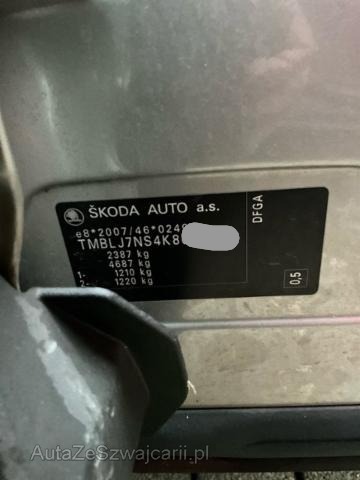 ŠKODA AUTO a.s.
e8*2007/46*024
TMBLJ7NS4K8
2387 kg
4687 kg
1- 1210 kg
2- 1220 kg
DFGA
0,5
AutaZeSzwajcarii.pl